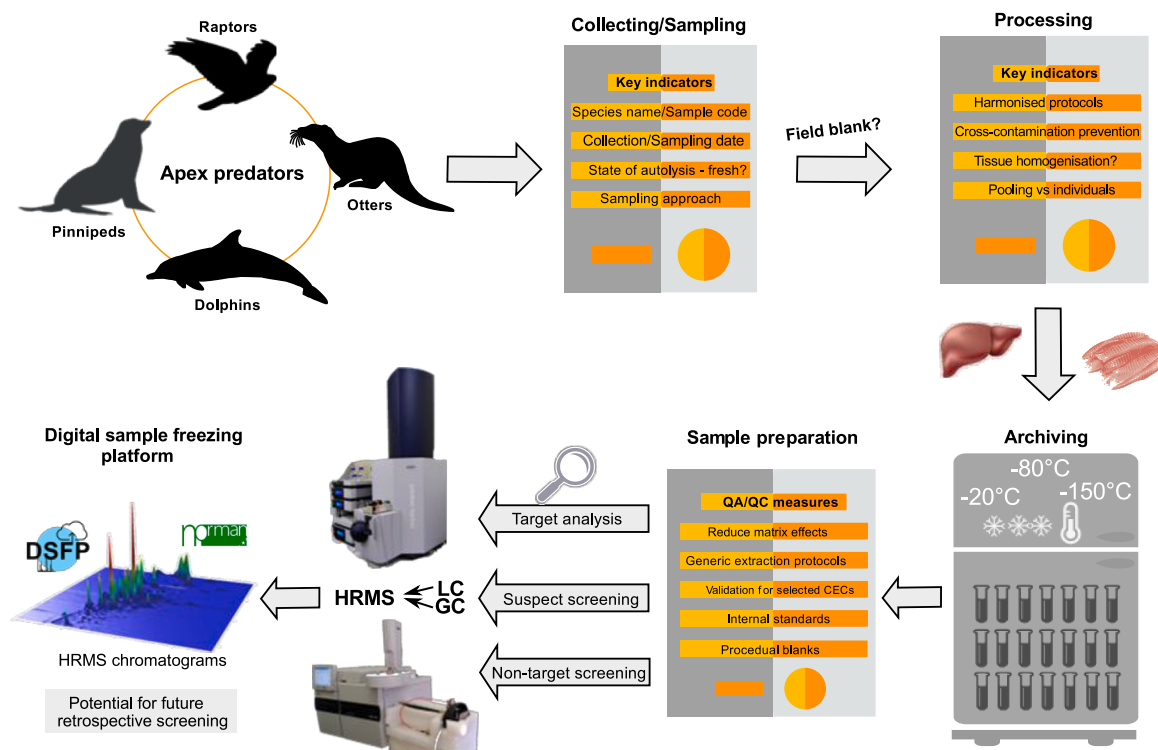 Raptors
Apex predators
Pinnipeds
Otters
Dolphins
Collecting/Sampling
Key indicators
Species name/Sample code
Collection/Sampling date
State of autolysis - fresh?
Sampling approach
Field blank?
Processing
Key indicators
Harmonised protocols
Cross-contamination prevention
Tissue homogenisation?
Pooling vs individuals
Archiving
-80°C
-20°C
-150°C
Sample preparation
QA/QC measures
Reduce matrix effects
Generic extraction protocols
Validation for selected CECs
Internal standards
Procedual blanks
Target analysis
Suspect screening
Non-target screening
HRMS
LC
GC
Digital sample freezing
platform
DSFP
norman
HRMS chromatograms
Potential for future
retrospective screening